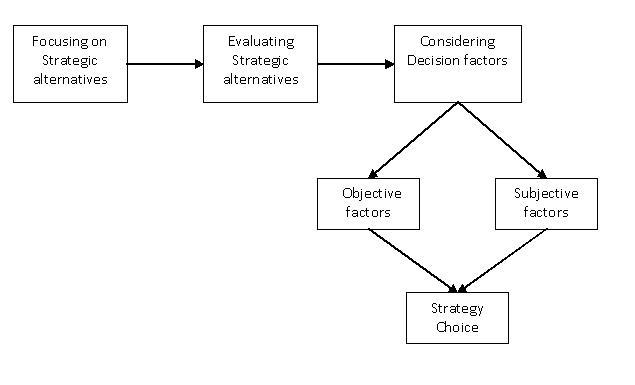 Focusing on
Strategic
alternatives
Evaluating
Strategic
alternatives
Considering
Decision factors
Objective
factors
Subjective
factors
Strategy
Choice